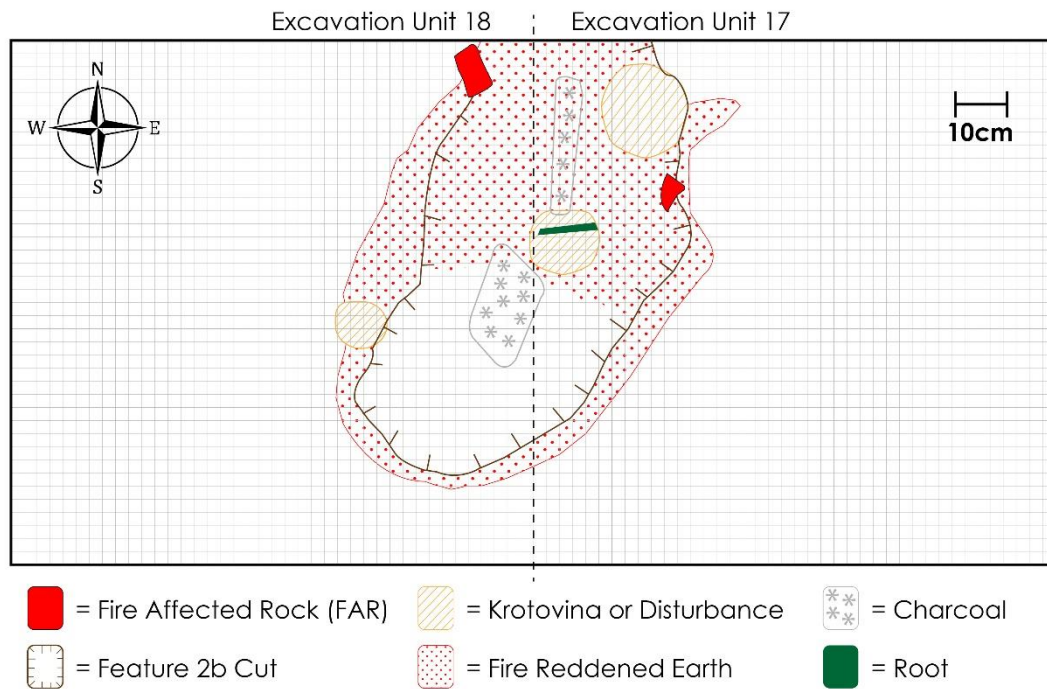 Excavation Unit 18
Excavation Unit 17
N
W E
S
10cm
= Fire Affected Rock (FAR)
= Krotovina or Disturbance
= Charcoal
= Feature 2b Cut
= Fire Reddened Earth
= Root